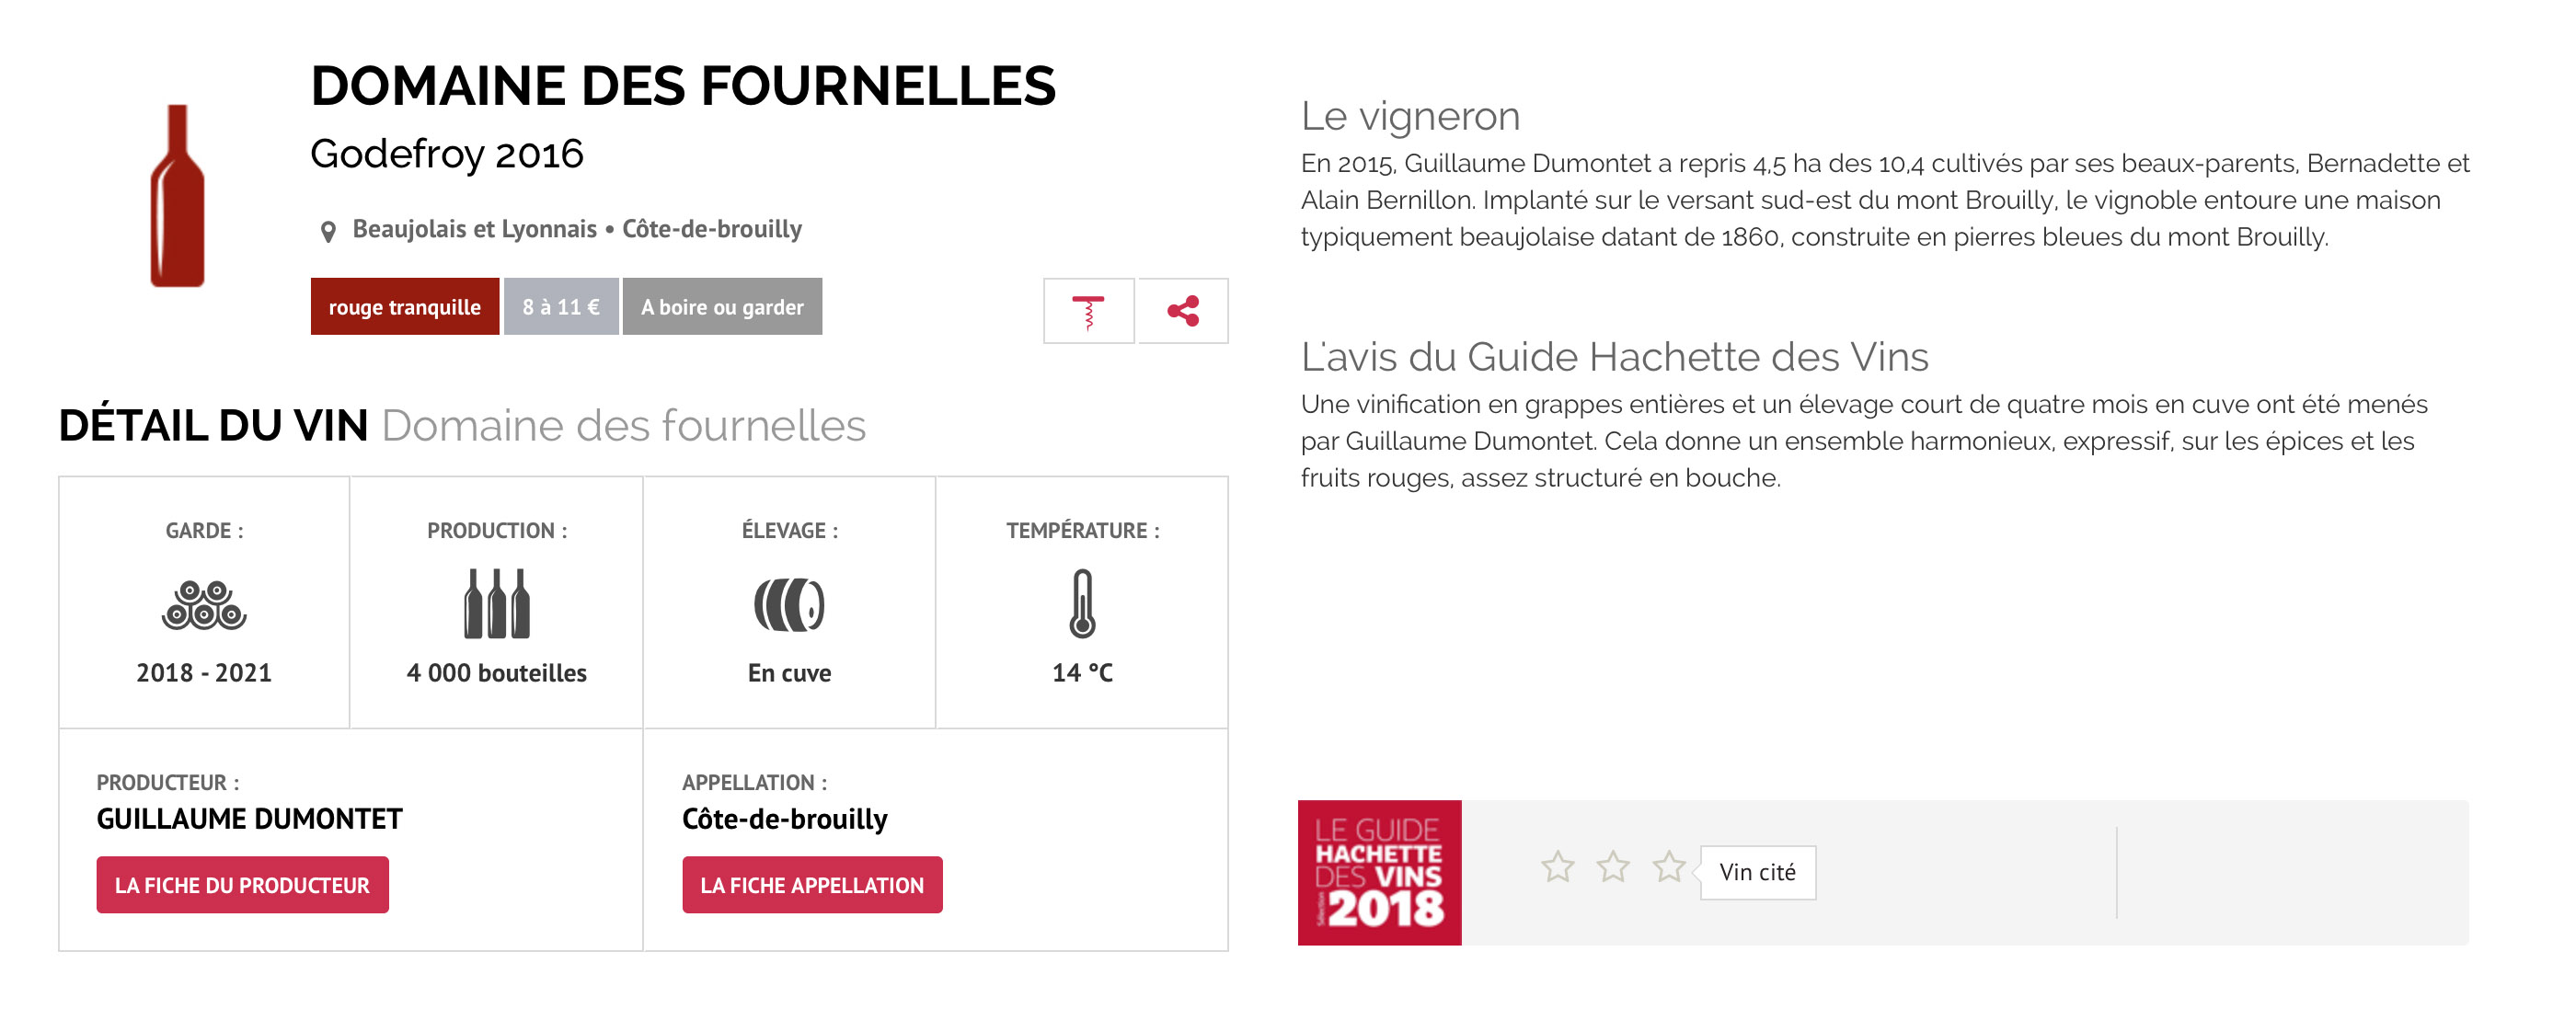 DOMAINE DES FOURNELLES
Godefroy 2016
Beaujolais et Lyonnais • Côte-de-brouilly
rouge tranquille
8 à 11 €
A boire ou garder
DÉTAIL DU VIN Domaine des fournelles
GARDE :
2018 - 2021
PRODUCTION :
4 000 bouteilles
ÉLEVAGE :
En cuve
TEMPÉRATURE :
14 °C
PRODUCTEUR :
GUILLAUME DUMONTET
LA FICHE DU PRODUCTEUR
APPELLATION :
Côte-de-brouilly
LA FICHE APPELLATION
Le vigneron
En 2015, Guillaume Dumontet a repris 4,5 ha des 10,4 cultivés par ses beaux-parents, Bernadette et
Alain Bernillon. Implanté sur le versant sud-est du mont Brouilly, le vignoble entoure une maison
typiquement beaujolaise datant de 1860, construite en pierres bleues du mont Brouilly.
L'avis du Guide Hachette des Vins
Une vinification en grappes entières et un élevage court de quatre mois en cuve ont été menés
par Guillaume Dumontet. Cela donne un ensemble harmonieux, expressif, sur les épices et les
fruits rouges, assez structuré en bouche.
LE GUIDE
HACHETTE
DES VINS
Sélection
2018
Vin cité